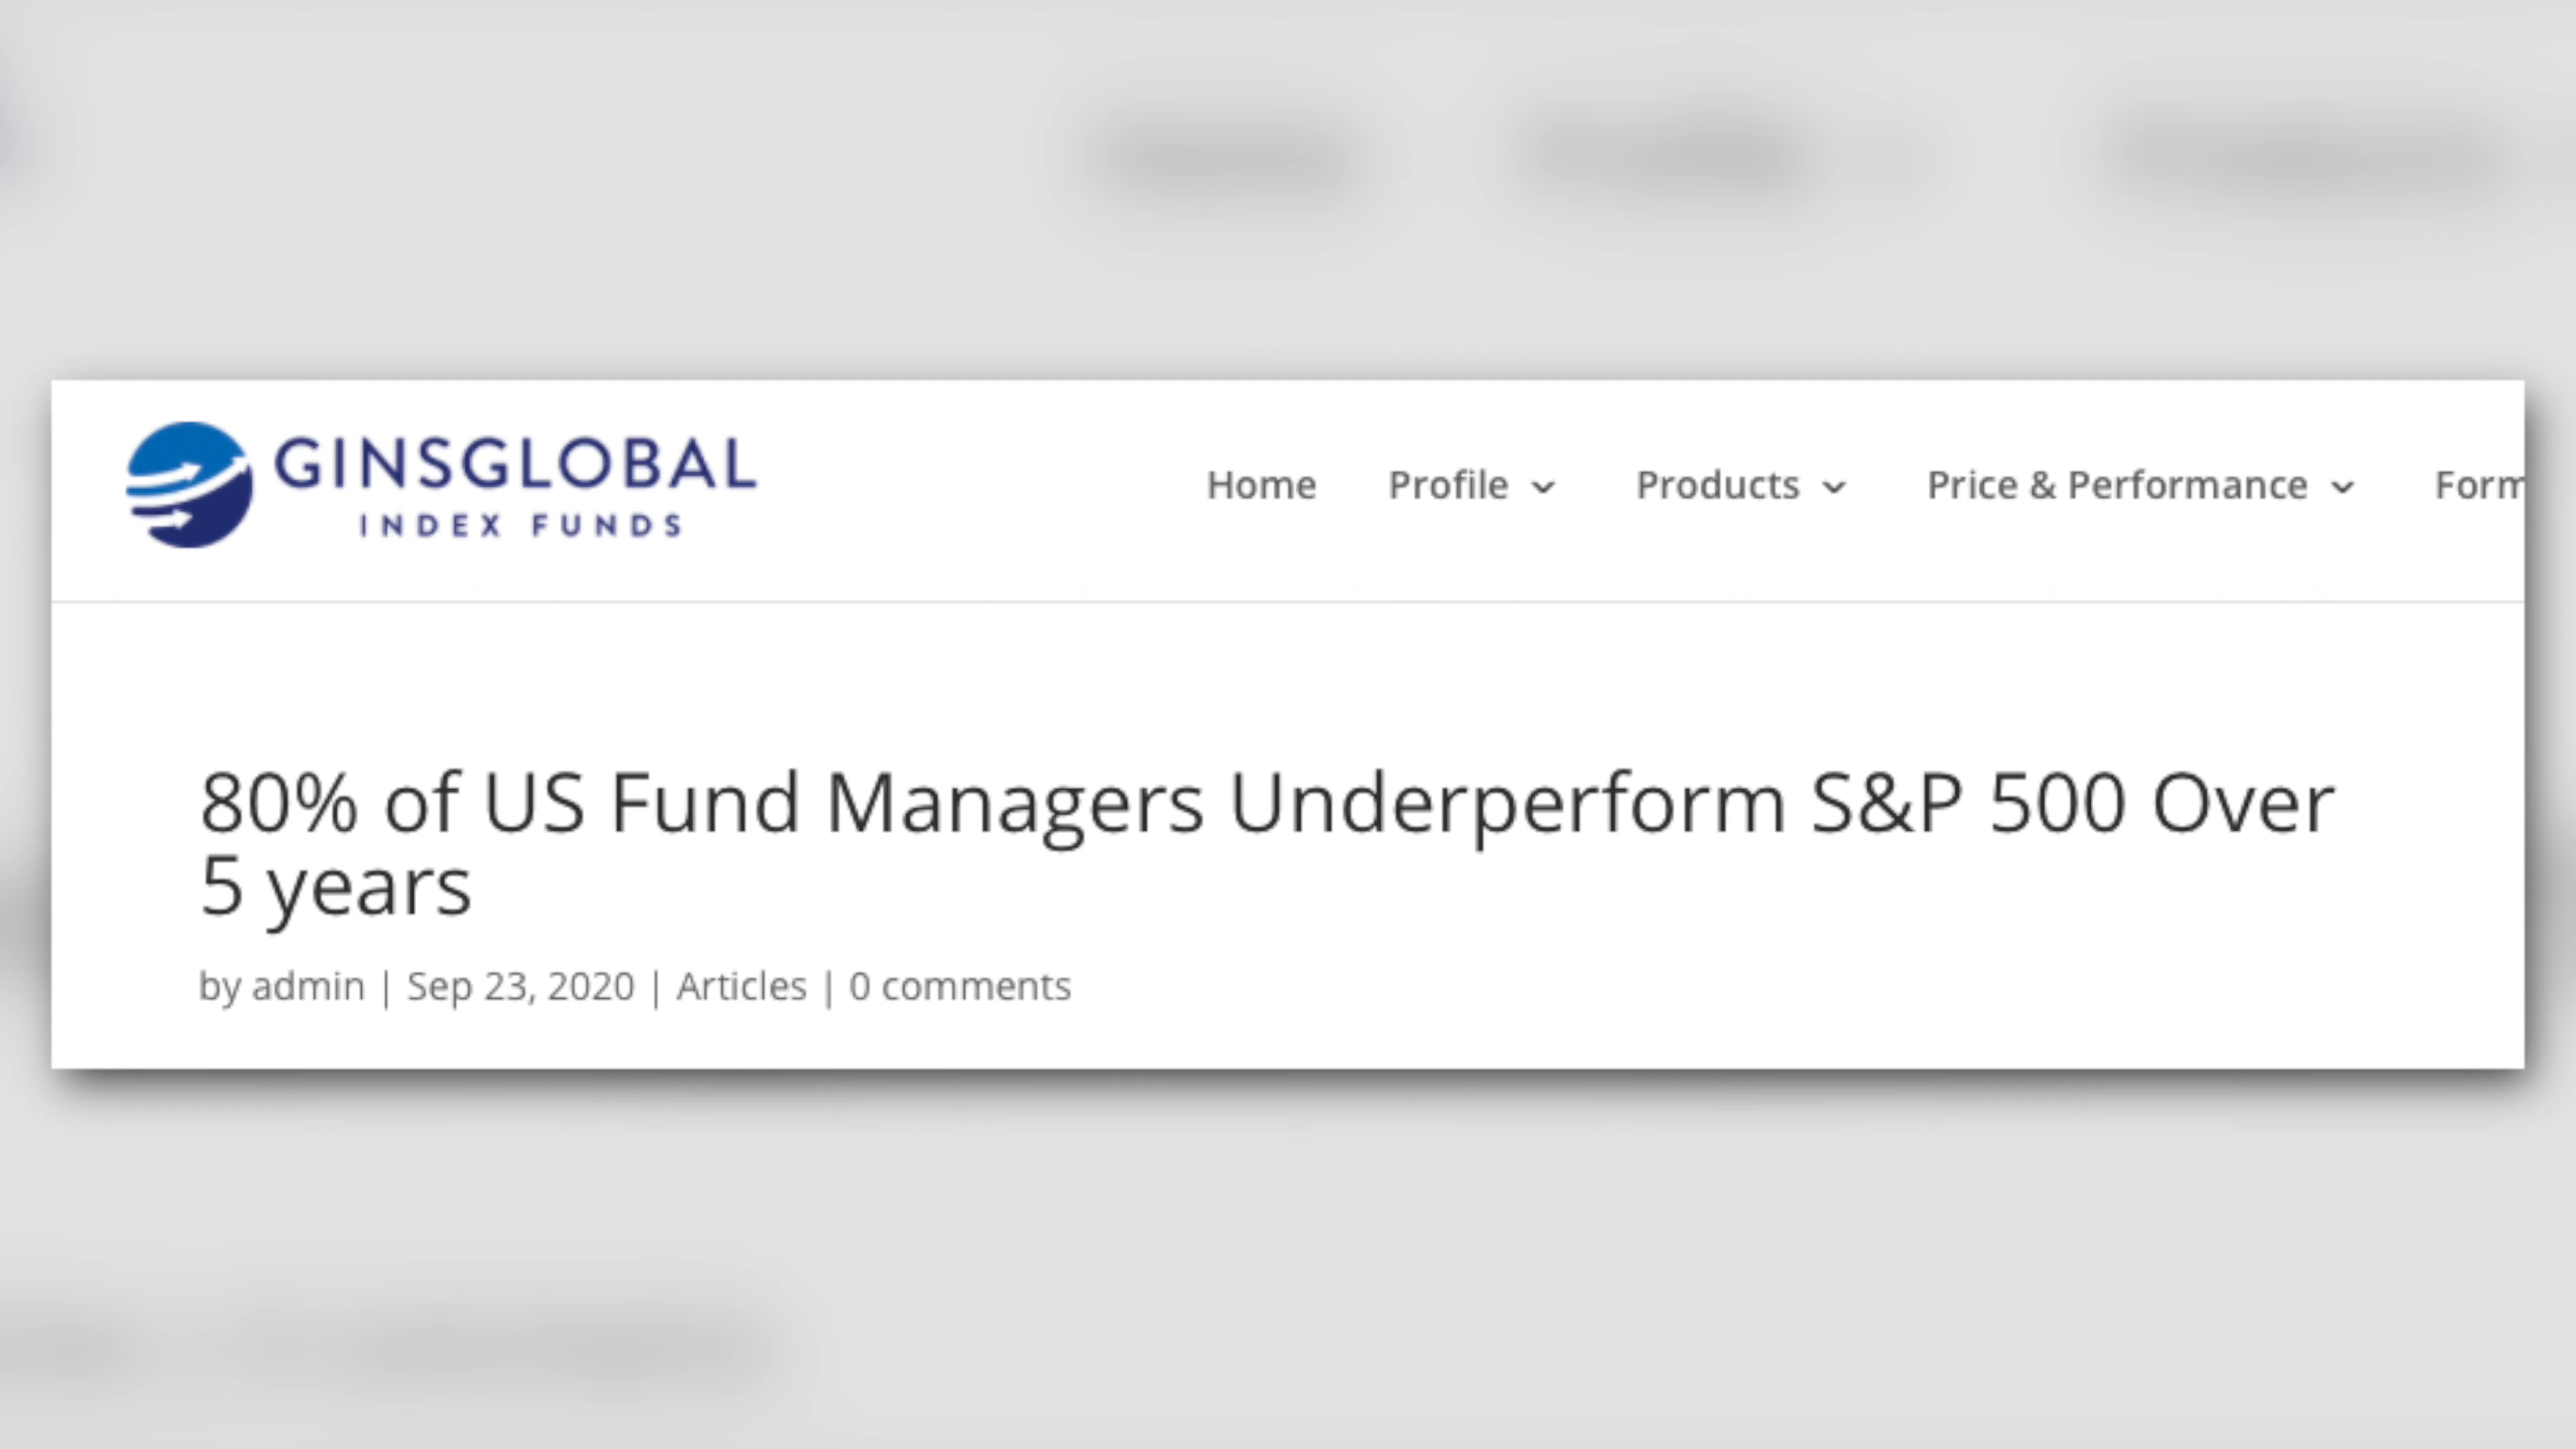 GINSGLOBAL
INDEX FUNDS
Home Profile Products Price & Performance Form
80% of US Fund Managers Underperform S&P 500 Over
5 years
by admin | Sep 23, 2020 | Articles | 0 comments